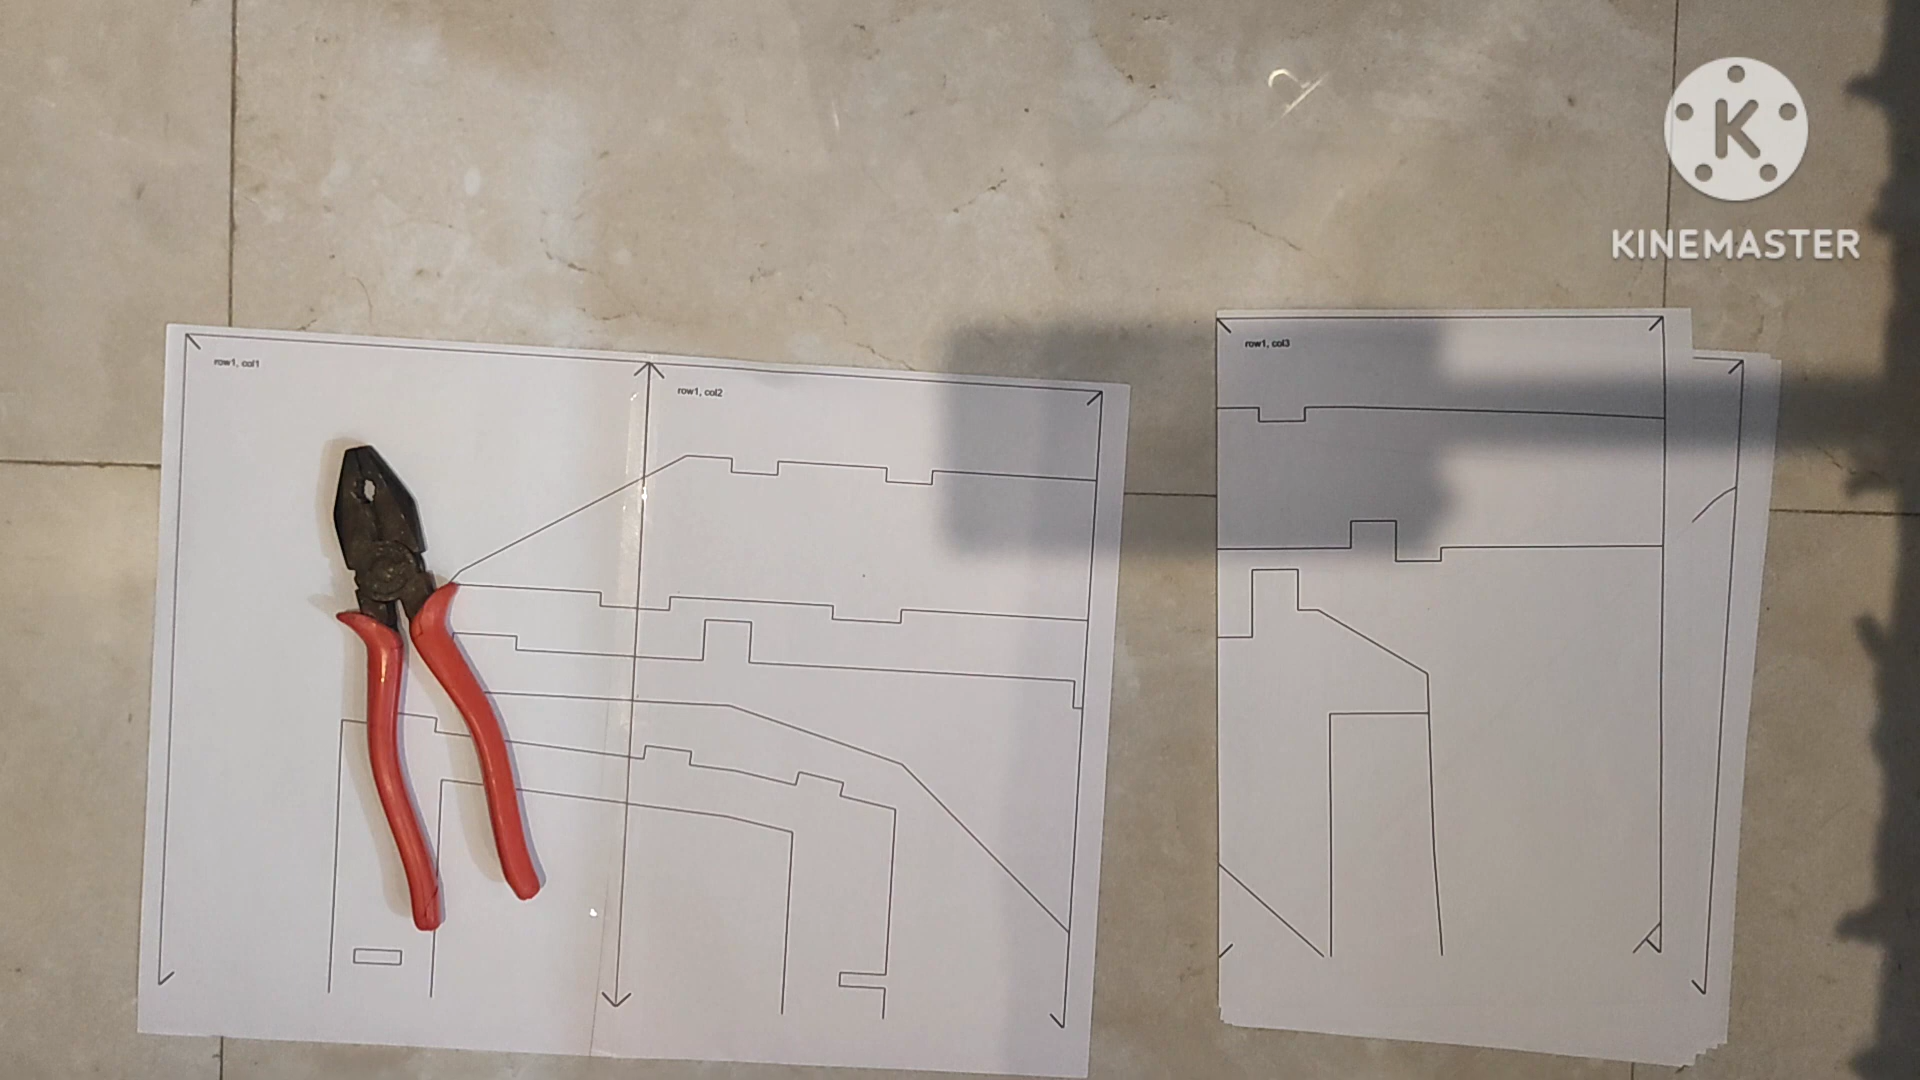 row1, col1
row1, col2
row1, col3
K
KINEMASTER